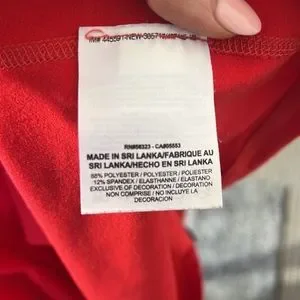 RN#56323 - CA#05553
MADE IN SRI LANKA/FABRIQUE AU
SRI LANKA/HECHO EN SRI LANKA
88% POLYESTER / POLYESTER / POLIESTER
12% SPANDEX / ELASTHANNE / ELASTANO
EXCLUSIVE OF DECORATION / DECORATION
NON COMPRISE / NO INCLUYE LA
DECORACIÓN